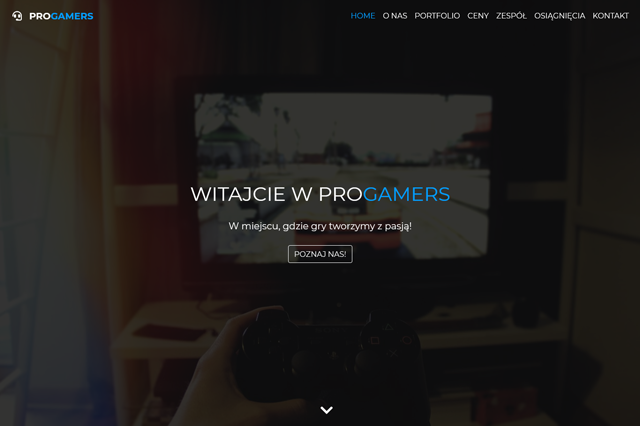 PROGAMERS
HOME O NAS PORTFOLIO CENY ZESPÓŁ OSIĄGNIĘCIA KONTAKT
WITAJCIE W PROGAMERS
W miejscu, gdzie gry tworzymy z pasją!
POZNAJ NAS!